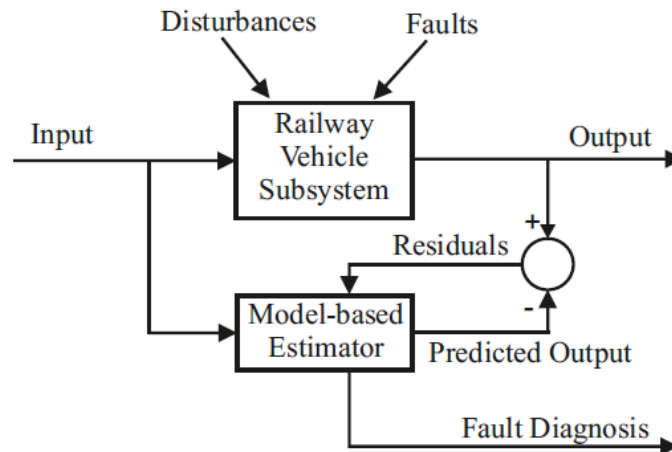 Disturbances
Faults
Input
Railway
Vehicle
Subsystem
Output
+
Residuals
-
Model-based
Estimator
Predicted Output
Fault Diagnosis